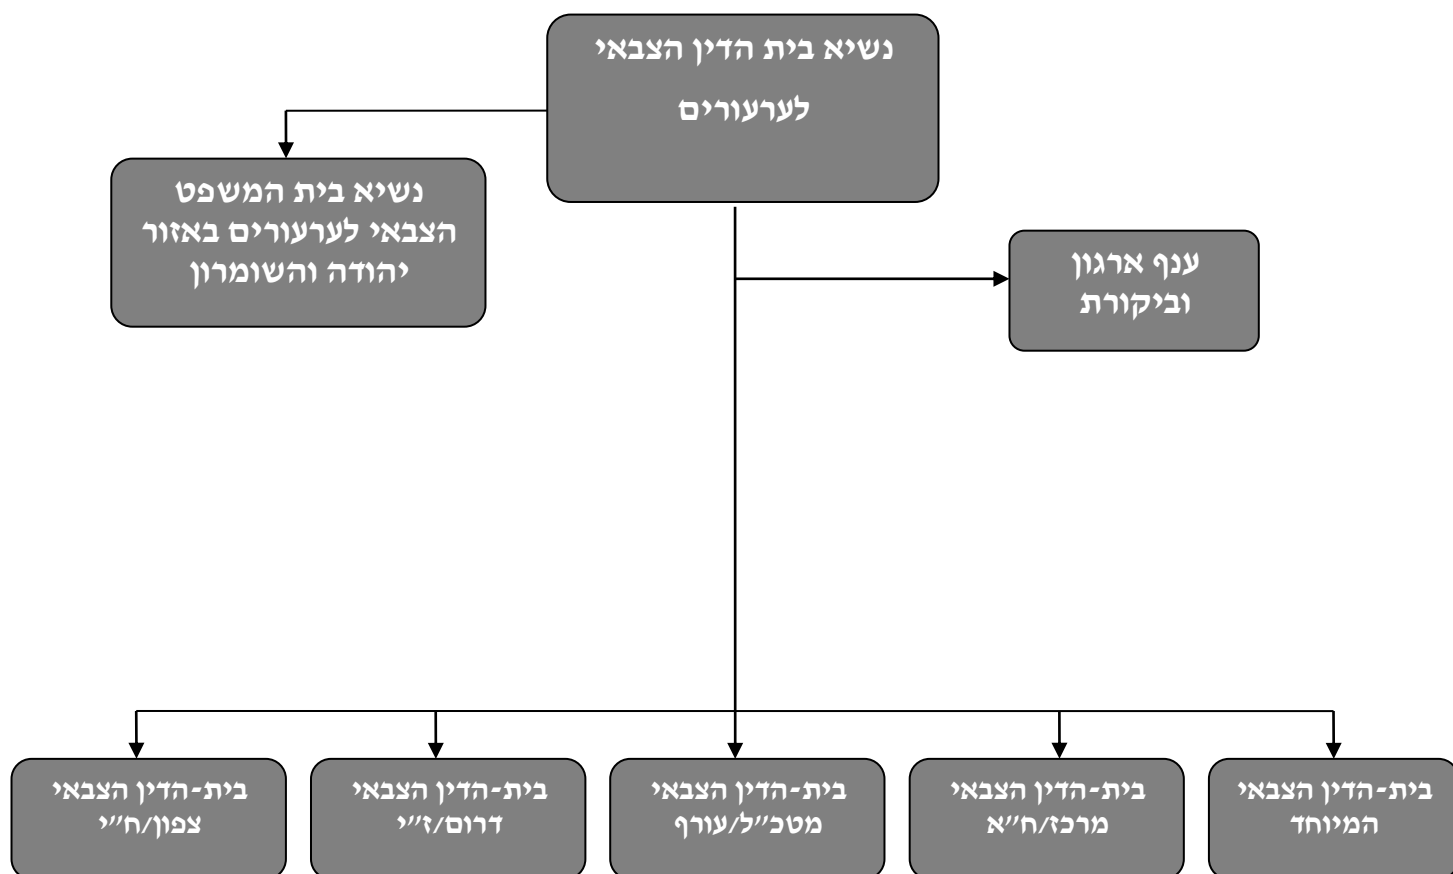 נשיא בית הדין הצבאי
לערעורים
נשיא בית המשפט
הצבאי לערעורים באזור
יהודה והשומרון
ענף ארגון
וביקורת
בית-הדין הצבאי
המיוחד
בית-הדין הצבאי
מרכז/ח״א
בית-הדין הצבאי
מטכ״ל/עורף
בית-הדין הצבאי
דרום/ז״י
בית-הדין הצבאי
צפון/ח״י